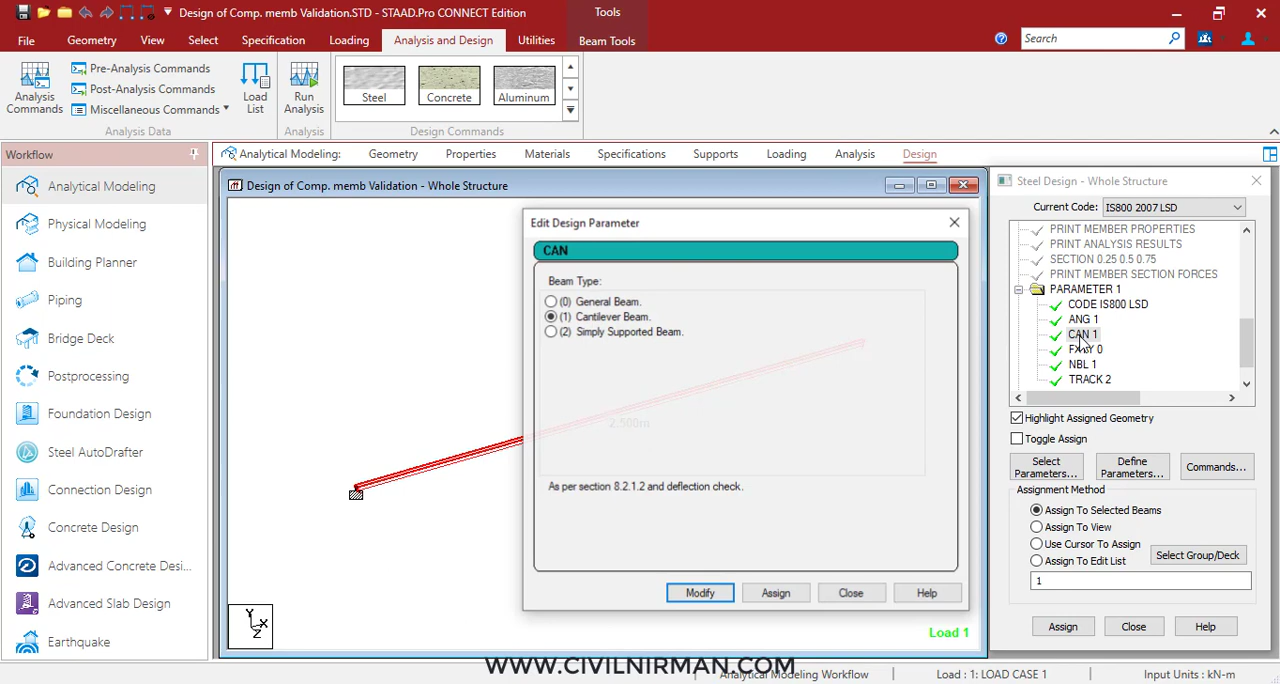 Design of Comp. memb Validation.STD - STAAD.Pro CONNECT Edition
Tools
File
Geometry
View
Select
Specification
Loading
Analysis and Design
Utilities
Beam Tools
Search
Analysis
Commands
Pre-Analysis Commands
Post-Analysis Commands
Miscellaneous Commands
Analysis Data
Load
List
Run
Analysis
Analysis
Steel
Concrete
Aluminum
Design Commands
Workflow
Analytical Modeling
Physical Modeling
Building Planner
Piping
Bridge Deck
Postprocessing
Foundation Design
Steel AutoDrafter
Connection Design
Concrete Design
Advanced Concrete Desi...
Advanced Slab Design
Earthquake
Analytical Modeling:
Geometry
Properties
Materials
Specifications
Supports
Loading
Analysis
Design
Design of Comp. memb Validation - Whole Structure
Y
X
Z
2.500m
Load 1
Edit Design Parameter
CAN
Beam Type:
(0) General Beam.
(1) Cantilever Beam.
(2) Simply Supported Beam.
As per section 8.2.1.2 and deflection check.
Modify
Assign
Close
Help
Steel Design - Whole Structure
Current Code: IS800 2007 LSD
PRINT MEMBER PROPERTIES
PRINT ANALYSIS RESULTS
SECTION 0.25 0.5 0.75
PRINT MEMBER SECTION FORCES
PARAMETER 1
CODE IS800 LSD
ANG 1
CAN 1
0
NBL 1
TRACK 2
Highlight Assigned Geometry
Toggle Assign
Select
Parameters...
Define
Parameters...
Commands...
Assignment Method
Assign To Selected Beams
Assign To View
Use Cursor To Assign
Assign To Edit List
Select Group/Deck
1
Assign
Close
Help
WWW.CIVILNIRMAN.COM
Analytical Modeling Workflow
Load : 1: LOAD CASE 1
Input Units : kN-m